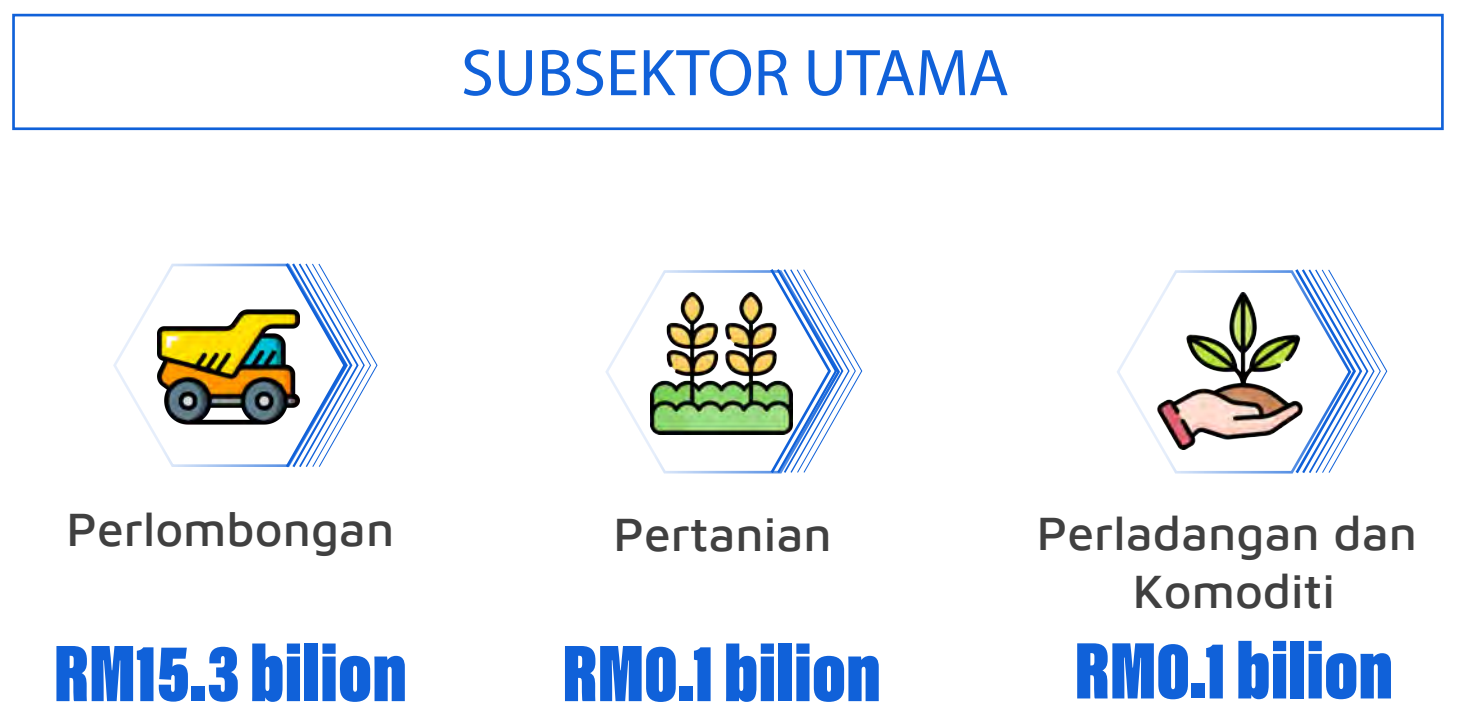 SUBSEKTOR UTAMA
Perlombongan
RM15.3 bilion
Pertanian
RM0.1 bilion
Perladangan dan
Komoditi
RM0.1 bilion